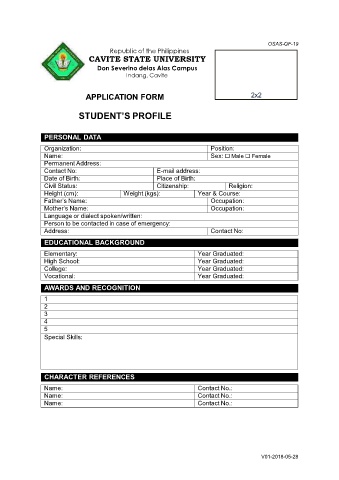 OSAS-QF-19
Republic of the Philippines
CAVITE STATE UNIVERSITY
Don Severino delas Alas Campus
Indang, Cavite
2x2
APPLICATION FORM
STUDENT'S PROFILE
PERSONAL DATA
Organization: Position:
Name: Sex: ☐ Male ☐ Female
Permanent Address:
Contact No: E-mail address:
Date of Birth: Place of Birth:
Civil Status: Citizenship: Religion:
Height (cm): Weight (kgs): Year & Course:
Father's Name: Occupation:
Mother's Name: Occupation:
Language or dialect spoken/written:
Person to be contacted in case of emergency:
Address: Contact No:
EDUCATIONAL BACKGROUND
Elementary: Year Graduated:
High School: Year Graduated:
College: Year Graduated:
Vocational: Year Graduated:
AWARDS AND RECOGNITION
1
2
3
4
5
Special Skills:
CHARACTER REFERENCES
Name: Contact No.:
Name: Contact No.:
Name: Contact No.:
V01-2018-05-28